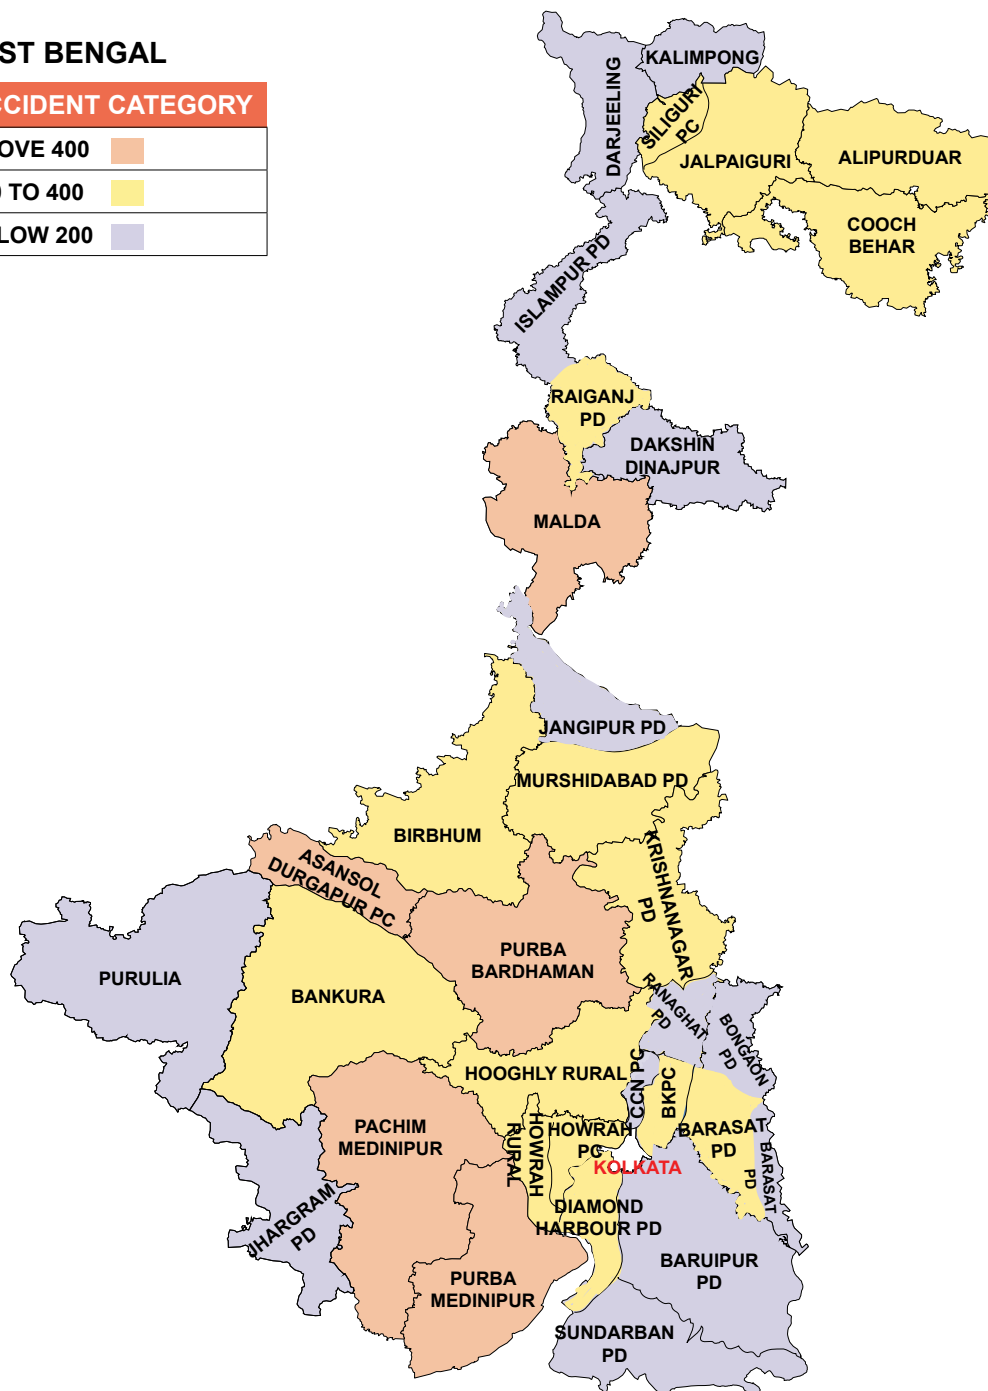 ST BENGAL
CCIDENT CATEGORY
OVE 400
0 TO 400
LOW 200
KALIMPONG
DARJEELING
SILIGURI
PC
JALPAIGURI
ALIPURDUAR
COOCH
BEHAR
ISLAMPUR PD
RAIGANJ
PD
DAKSHIN
DINAJPUR
MALDA
JANGIPUR PD
MURSHIDABAD PD
BIRBHUM
KRISHNANAGAR
PD
ASANSOL
DURGAPUR PC
PURBA
BARDHAMAN
PURULIA
BANKURA
RANAGHAT
PD
BONGAON
PD
HOOGHLY RURAL
CCN PC
BKPC
PACHIM
MEDINIPUR
HOWRAH
RURAL
HOWRAH
PC
BARASAT
PD
BARASAT
PD
KOLKATA
DIAMOND
HARBOUR PD
JHARGRAM
PD
BARUIPUR
PD
PURBA
MEDINIPUR
SUNDARBAN
PD